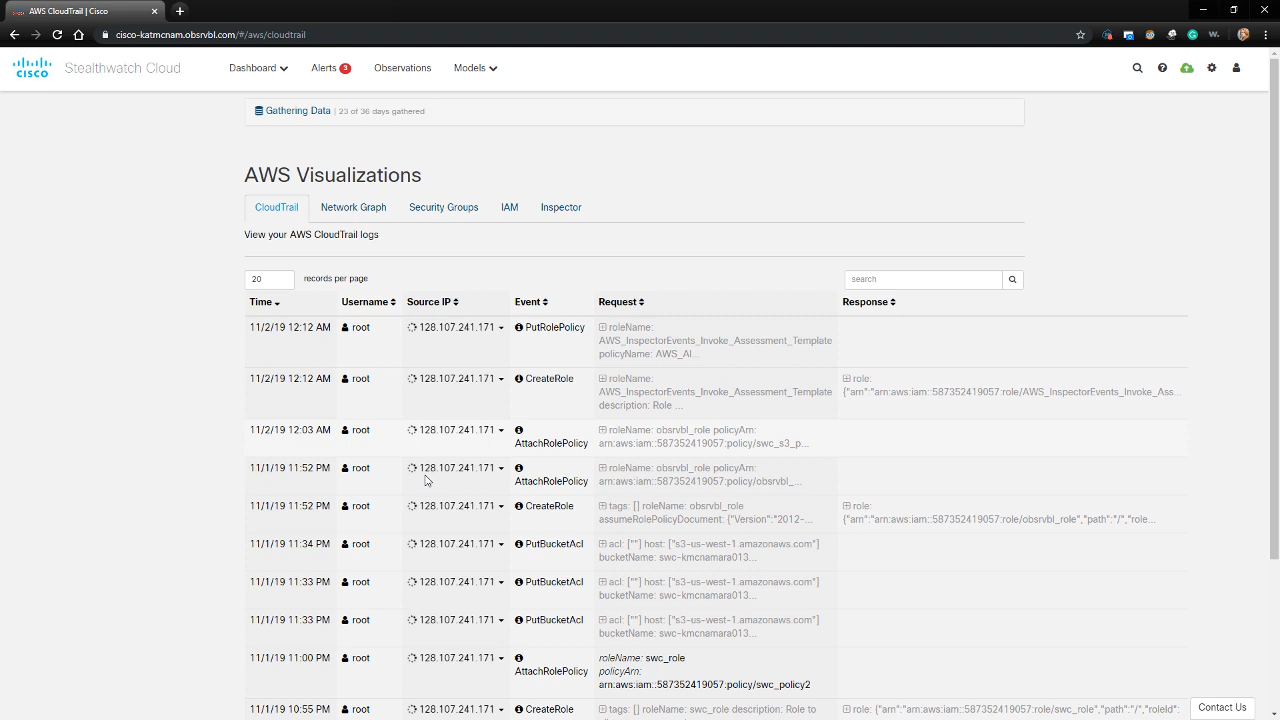 AWS CloudTrail | Cisco
cisco-katmcnam.obsrvbl.com/#/aws/cloudtrail
cisco Stealthwatch Cloud Dashboard Alerts 3 Observations Models
Gathering Data | 23 of 36 days gathered
AWS Visualizations
CloudTrail Network Graph Security Groups IAM Inspector
View your AWS CloudTrail logs
20 records per page search
Time Username Source IP Event Request Response
11/2/19 12:12 AM root 128.107.241.171 PutRolePolicy roleName:
AWS_InspectorEvents_Invoke_Assessment_Template
policyName: AWS_AI...
11/2/19 12:12 AM root 128.107.241.171 CreateRole roleName: role:
AWS_InspectorEvents_Invoke_Assessment_Template {"arn":"arn:aws:iam::587352419057:role/AWS_InspectorEvents_Invoke_Ass...
description: Role ...
11/2/19 12:03 AM root 128.107.241.171 roleName: obsrvbl_role policyArn:
AttachRolePolicy arn:aws:iam::587352419057:policy/swc_s3_p...
11/1/19 11:52 PM root 128.107.241.171 roleName: obsrvbl_role policyArn:
AttachRolePolicy arn:aws:iam::587352419057:policy/obsrvbl_...
11/1/19 11:52 PM root 128.107.241.171 CreateRole tags: [] roleName: obsrvbl_role role:
assumeRolePolicyDocument: {"Version":"2012-... {"arn":"arn:aws:iam::587352419057:role/obsrvbl_role","path":"/","role...
11/1/19 11:34 PM root 128.107.241.171 PutBucketAcl acl: [""] host: ["s3-us-west-1.amazonaws.com"]
bucketName: swc-kmcnamara013...
11/1/19 11:33 PM root 128.107.241.171 PutBucketAcl acl: [""] host: ["s3-us-west-1.amazonaws.com"]
bucketName: swc-kmcnamara013...
11/1/19 11:33 PM root 128.107.241.171 PutBucketAcl acl: [""] host: ["s3-us-west-1.amazonaws.com"]
bucketName: swc-kmcnamara013...
11/1/19 11:00 PM root 128.107.241.171 roleName: swc_role
AttachRolePolicy policyArn:
arn:aws:iam::587352419057:policy/swc_policy2
11/1/19 10:55 PM root 128.107.241.171 CreateRole tags: [] roleName: swc_role description: Role to role: {"arn":"arn:aws:iam::587352419057:role/swc_role","path":"/","roleId":
Contact Us